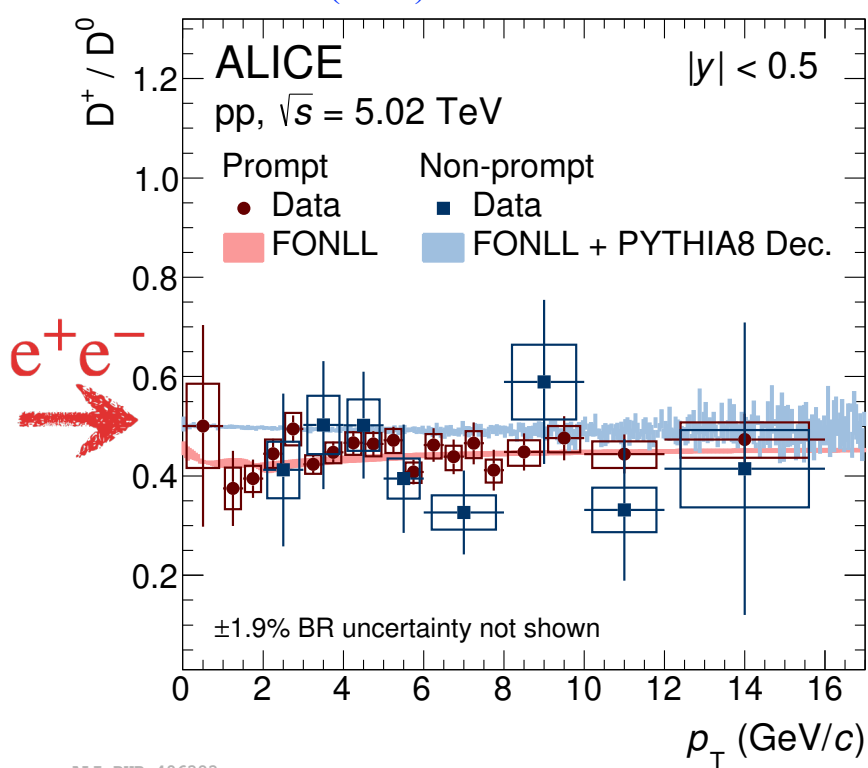 D⁺ / D⁰
ALICE
|y| < 0.5
pp, √s = 5.02 TeV
Prompt Non-prompt
Data Data
FONLL FONLL + PYTHIA8 Dec.
e⁺e⁻
1.2
1.0
0.8
0.6
0.4
0.2
±1.9% BR uncertainty not shown
0 2 4 6 8 10 12 14 16
p_T (GeV/c)